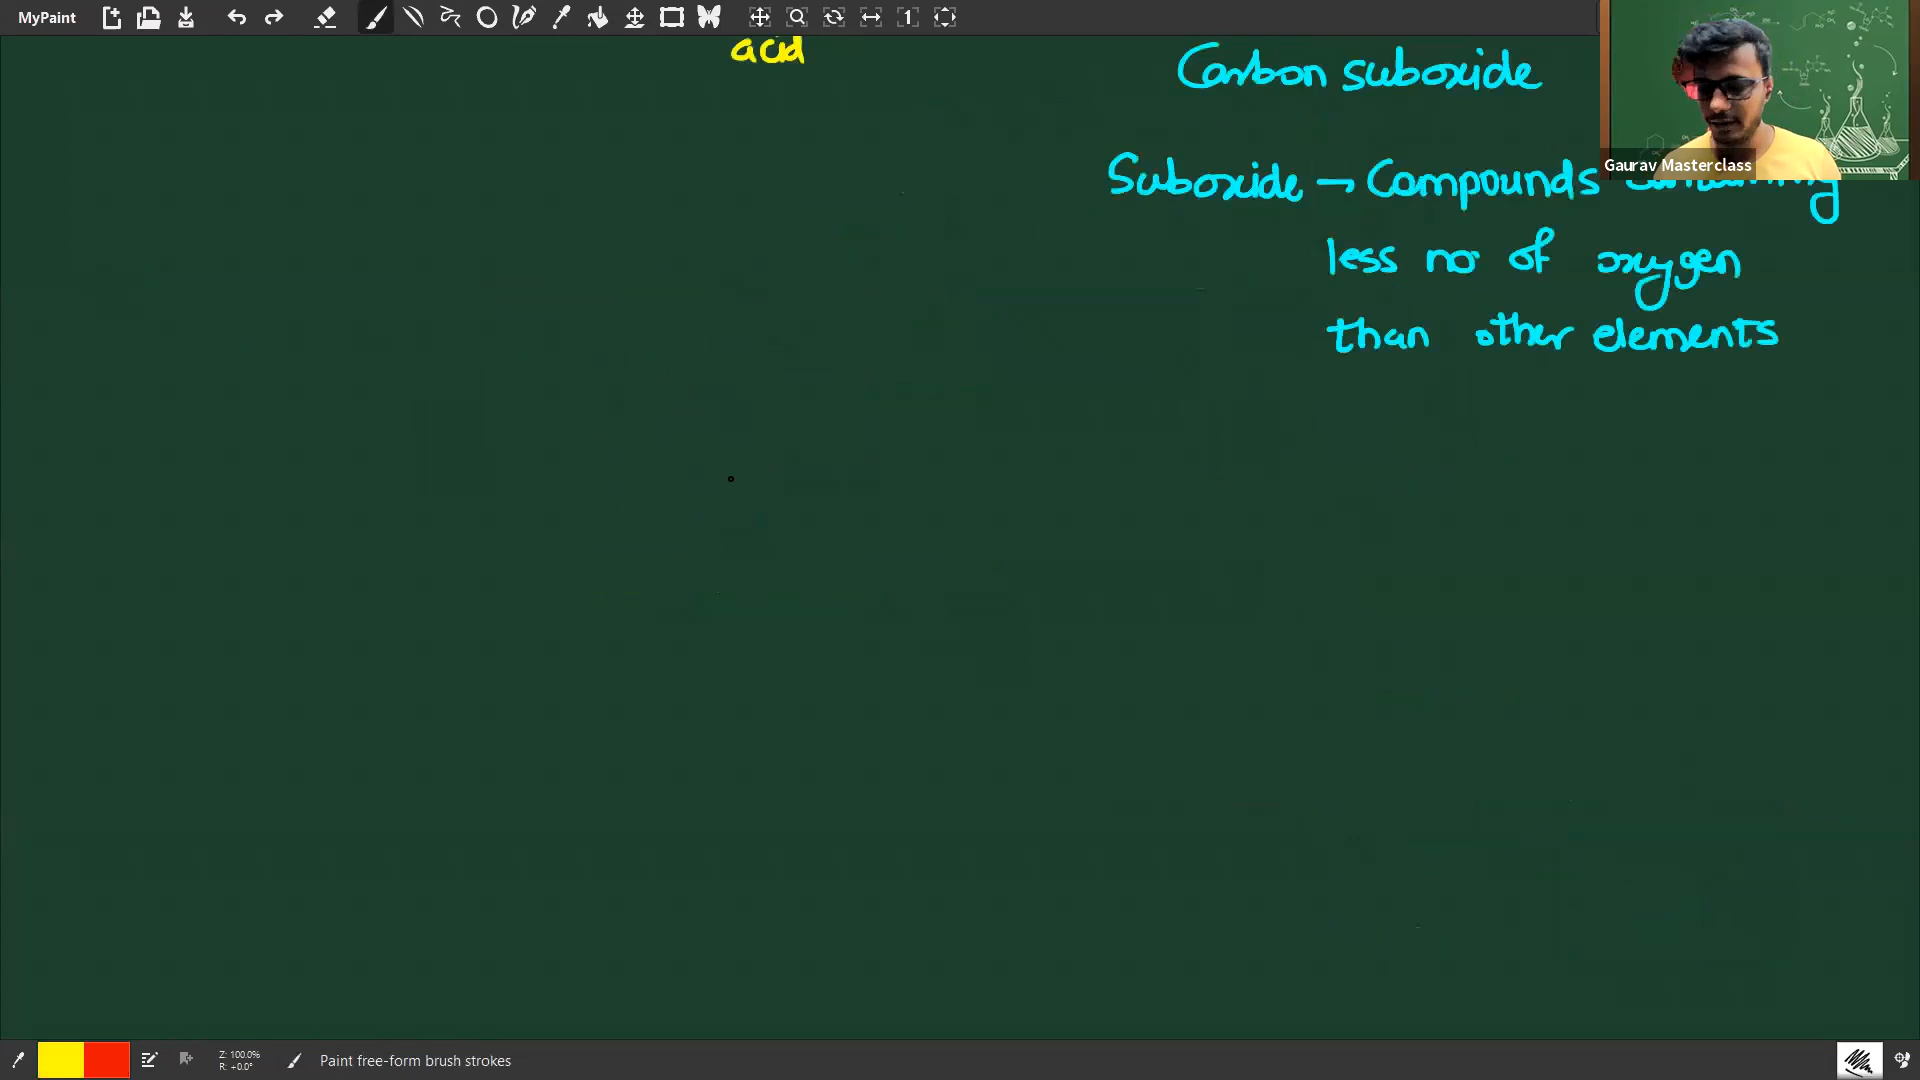 MyPaint
acid
Carbon suboxide
Gaurav Masterclass
Suboxide → Compounds containing
less no of oxygen
than other elements
Z: 100.0%
R: +0.0°
Paint free-form brush strokes